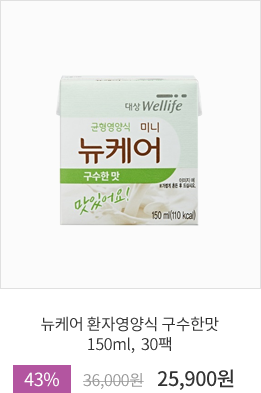 대상 Wellife
균형영양식 미니
뉴케어
구수한 맛
맛있어요!
150 ml(110 kcal)
뉴케어 환자영양식 구수한맛
150ml, 30팩
43% 36,000원 25,900원